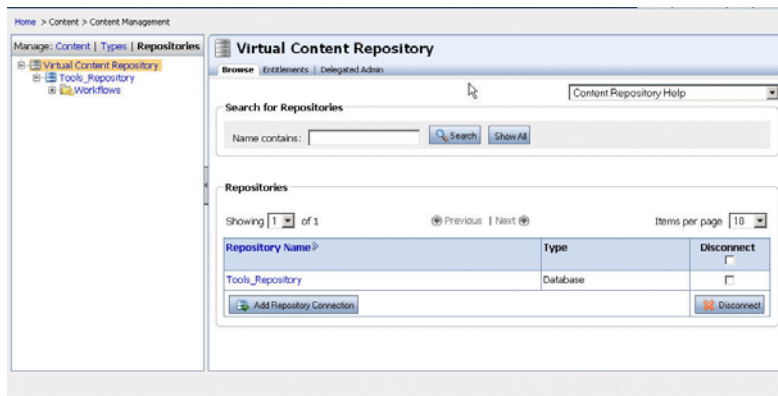 Home > Content > Content Management
Manage: Content | Types | Repositories
Virtual Content Repository
Tools_Repository
Workflows
Virtual Content Repository
Browse Entitlements | Delegated Admin
Content Repository Help
Search for Repositories
Name contains:
Search
Show All
Repositories
Showing 1 of 1
Previous | Next
Items per page 10
Repository Name Type Disconnect
Tools_Repository Database
Add Repository Connection
Disconnect